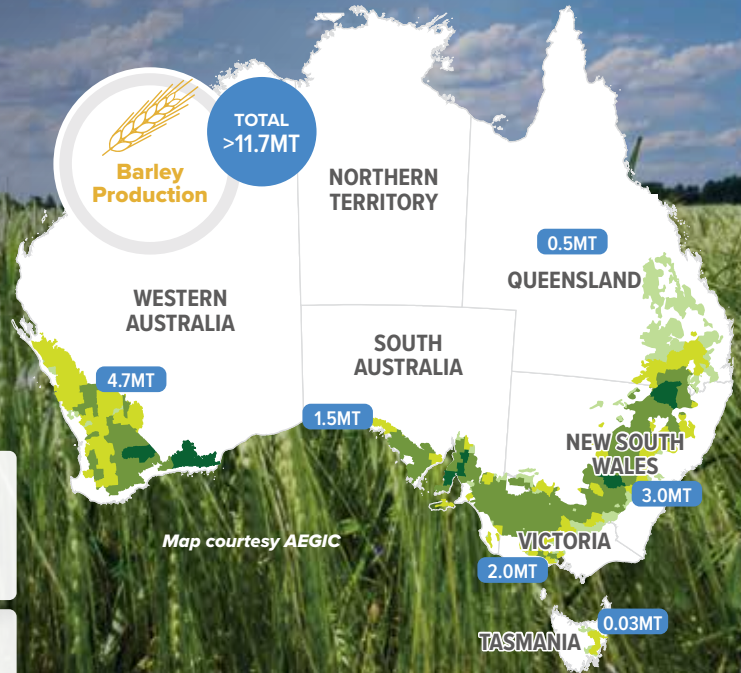 TOTAL
>11.7MT
Barley
Production
NORTHERN
TERRITORY
0.5MT
QUEENSLAND
WESTERN
AUSTRALIA
SOUTH
AUSTRALIA
4.7MT
1.5MT
NEW SOUTH
WALES
3.0MT
Map courtesy AEGIC
VICTORIA
2.0MT
0.03MT
TASMANIA